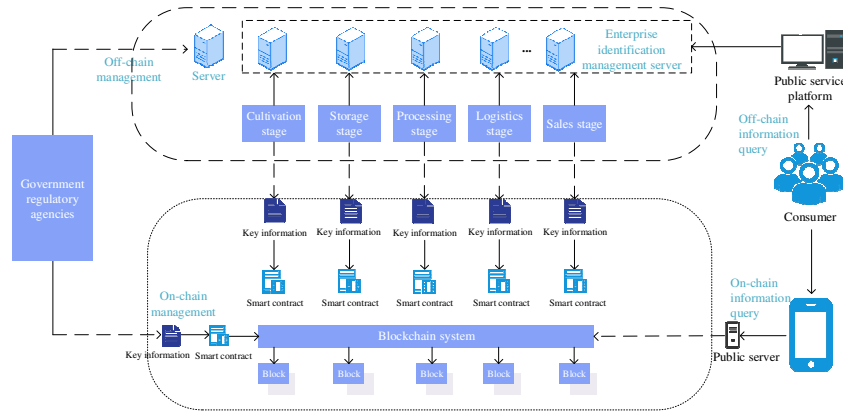 Off-chain
management
Server
...
Enterprise
identification
management server
Public service
platform
Cultivation
stage
Storage
stage
Processing
stage
Logistics
stage
Sales stage
Off-chain
information
query
Government
regulatory
agencies
Consumer
Key information
Key information
Key information
Key information
Key information
On-chain
management
Smart contract
Smart contract
Smart contract
Smart contract
Smart contract
On-chain
information
query
Key information
Smart contract
Blockchain system
Public server
Block
Block
Block
Block
Block